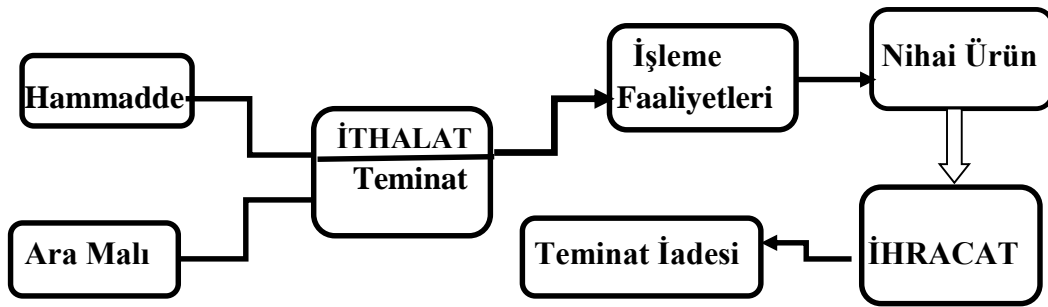 Hammadde
Ara Malı
İTHALAT
Teminat
İşleme
Faaliyetleri
Nihai Ürün
İHRACAT
Teminat İadesi